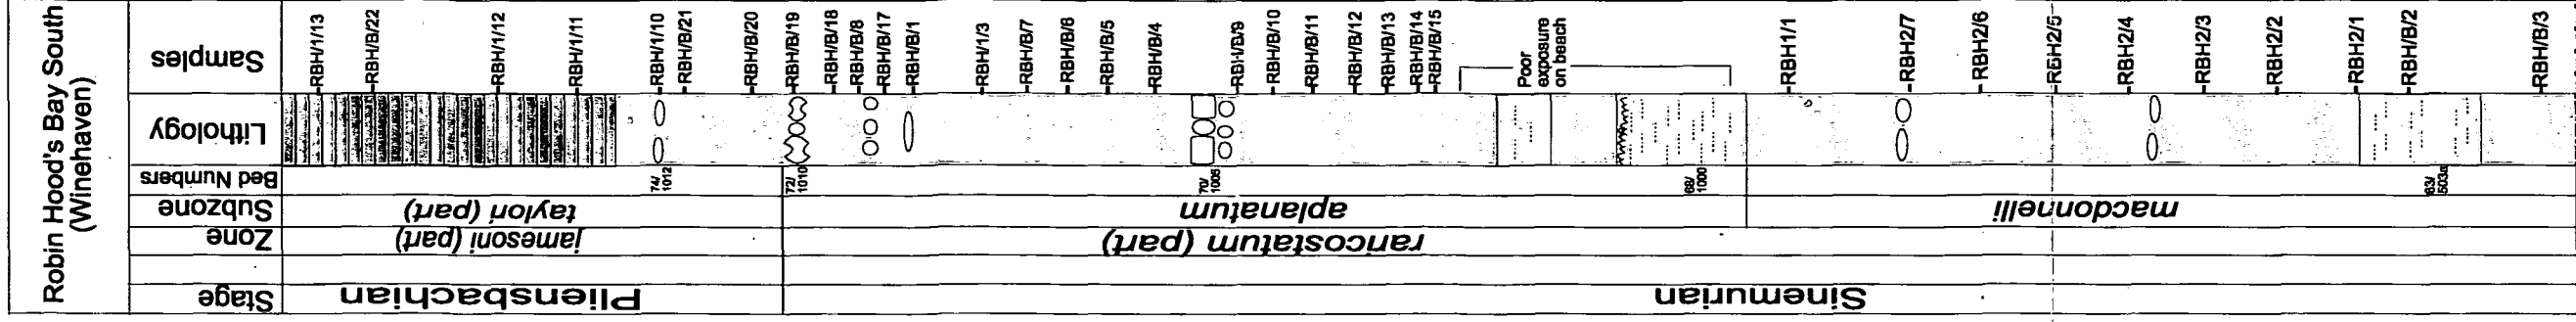 Robin Hood's Bay South
(Winehaven)
Stage
Zone
Subzone
Bed Numbers
Lithology
Samples
Pliensbachian
Sinemurian
jamesoni (part)
raricostatum (part)
taylori (part)
aplanatum
macdonnelli
74/
1012
72/
1010
70/
1005
68/
1000
63/
503a
RBH/1/13
RBH/B/22
RBH/1/12
RBH/1/11
RBH/1/10
RBH/B/21
RBH/B/20
RBH/B/19
RBH/B/18
RBH/B/8
RBH/B/17
RBH/B/1
RBH/1/3
RBH/B/7
RBH/B/6
RBH/B/5
RBH/B/4
RBH/B/9
RBH/B/10
RBH/B/11
RBH/B/12
RBH/B/13
RBH/B/14
RBH/B/15
Poor
exposure
on beach
RBH1/1
RBH2/7
RBH2/6
RBH2/5
RBH2/4
RBH2/3
RBH2/2
RBH2/1
RBH/B/2
RBH/B/3